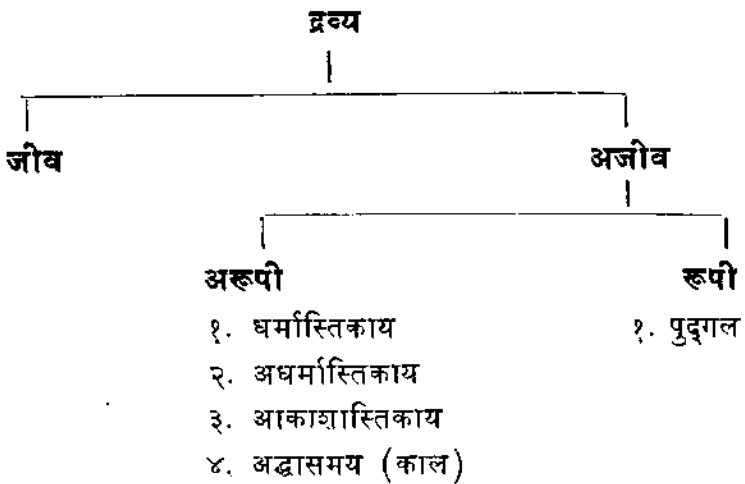 द्रव्य
जीव अजीव
अरूपी रूपी
१. धर्मास्तिकाय १. पुद्गल
२. अधर्मास्तिकाय
३. आकाशास्तिकाय
४. अद्धासमय (काल)